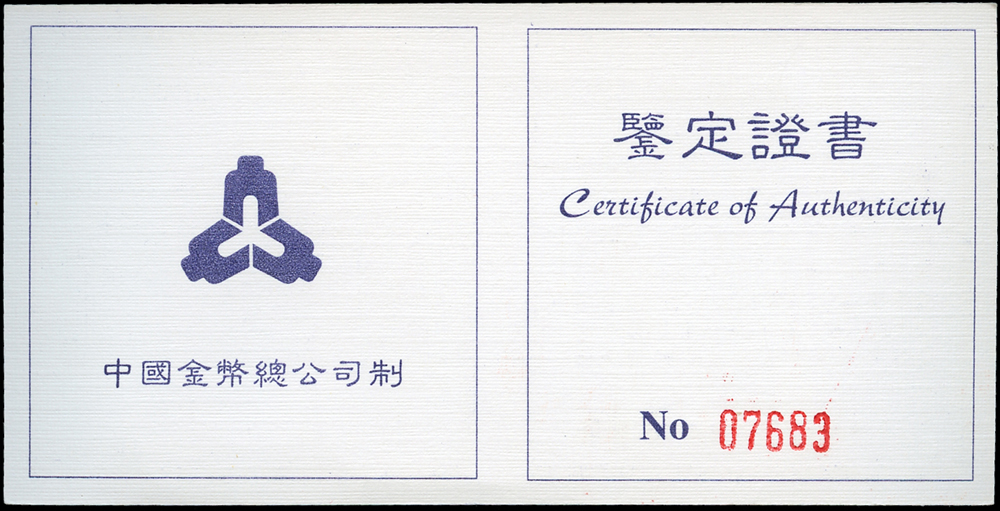 中國金幣總公司制
鑒定證書
Certificate of Authenticity
No 07683